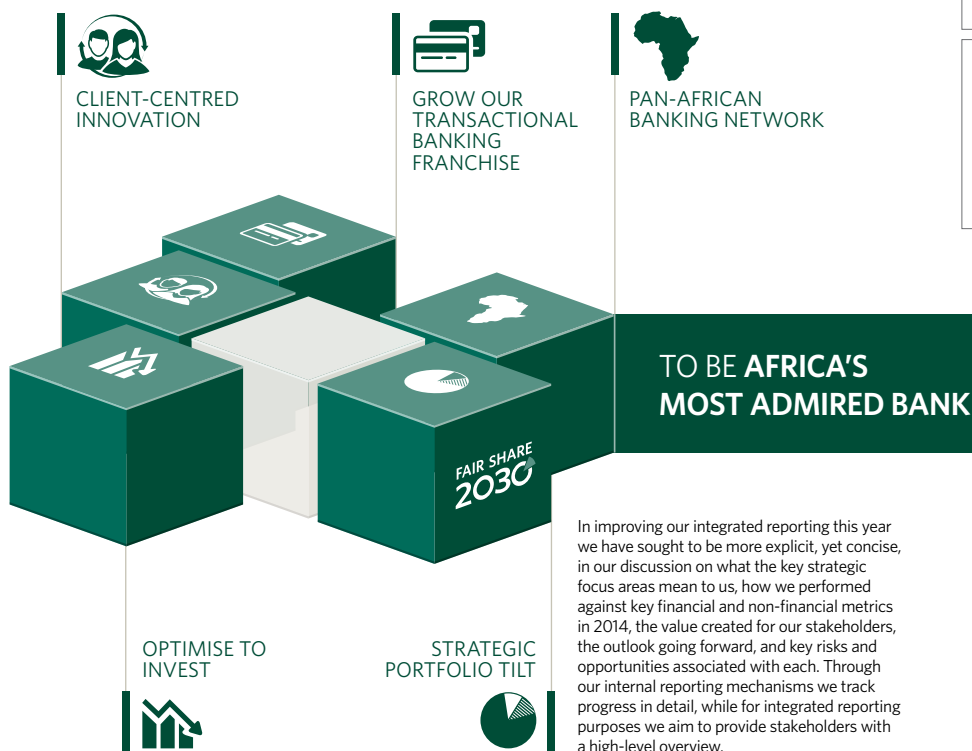 CLIENT-CENTRED
INNOVATION
GROW OUR
TRANSACTIONAL
BANKING
FRANCHISE
PAN-AFRICAN
BANKING NETWORK
TO BE AFRICA'S
MOST ADMIRED BANK
FAIR SHARE
2030
OPTIMISE TO
INVEST
STRATEGIC
PORTFOLIO TILT
In improving our integrated reporting this year
we have sought to be more explicit, yet concise,
in our discussion on what the key strategic
focus areas mean to us, how we performed
against key financial and non-financial metrics
in 2014, the value created for our stakeholders,
the outlook going forward, and key risks and
opportunities associated with each. Through
our internal reporting mechanisms we track
progress in detail, while for integrated reporting
purposes we aim to provide stakeholders with
a high-level overview.